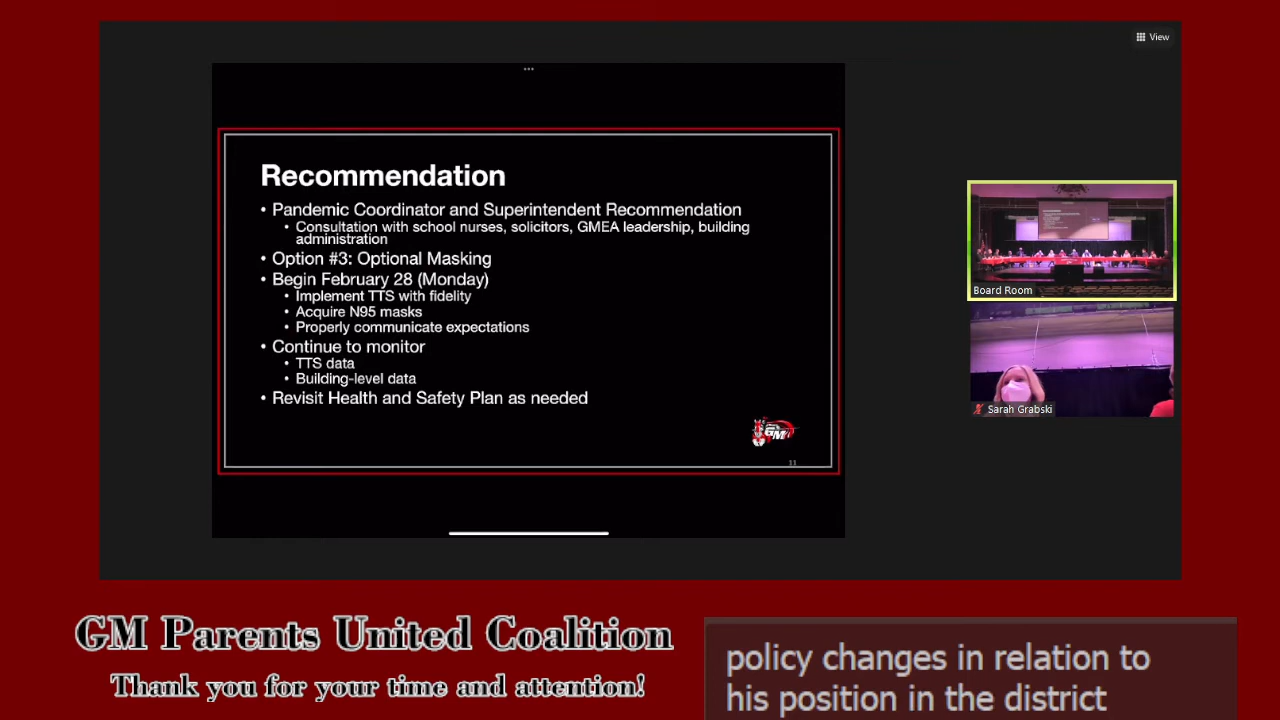 View
Recommendation
• Pandemic Coordinator and Superintendent Recommendation
• Consultation with school nurses, solicitors, GMEA leadership, building
administration
• Option #3: Optional Masking
• Begin February 28 (Monday)
• Implement TTS with fidelity
• Acquire N95 masks
• Properly communicate expectations
• Continue to monitor
• TTS data
• Building-level data
• Revisit Health and Safety Plan as needed
GM
11
Board Room
Sarah Grabski
GM Parents United Coalition
Thank you for your time and attention!
policy changes in relation to
his position in the district